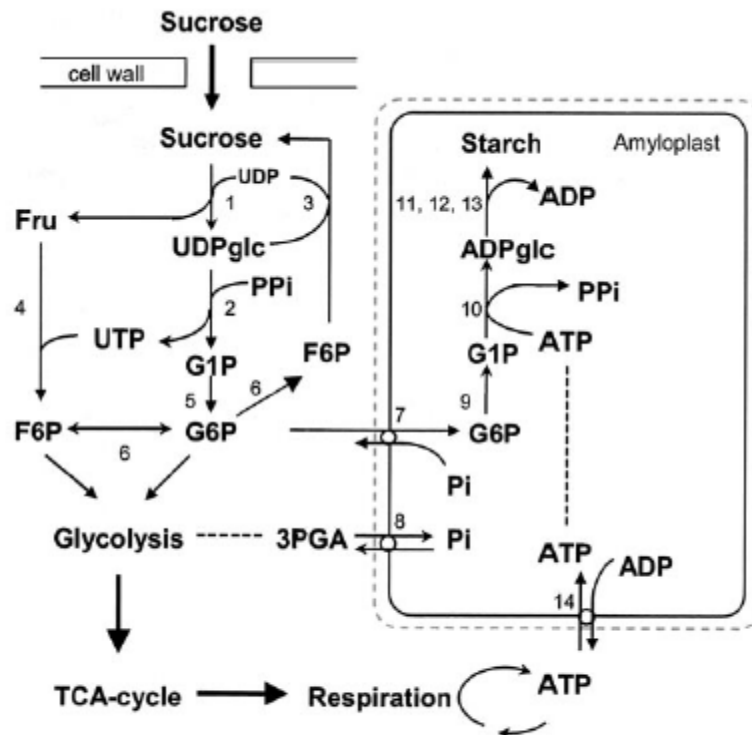 Sucrose
cell wall
Sucrose
UDP
1
3
Fru
UDPglc
PPi
4
2
UTP
G1P
F6P
5
6
F6P
G6P
6
Glycolysis
3PGA
TCA-cycle
Respiration
ATP
Amyloplast
Starch
11, 12, 13
ADP
ADPglc
PPi
10
ATP
G1P
9
7
G6P
Pi
8
Pi
ATP
ADP
14